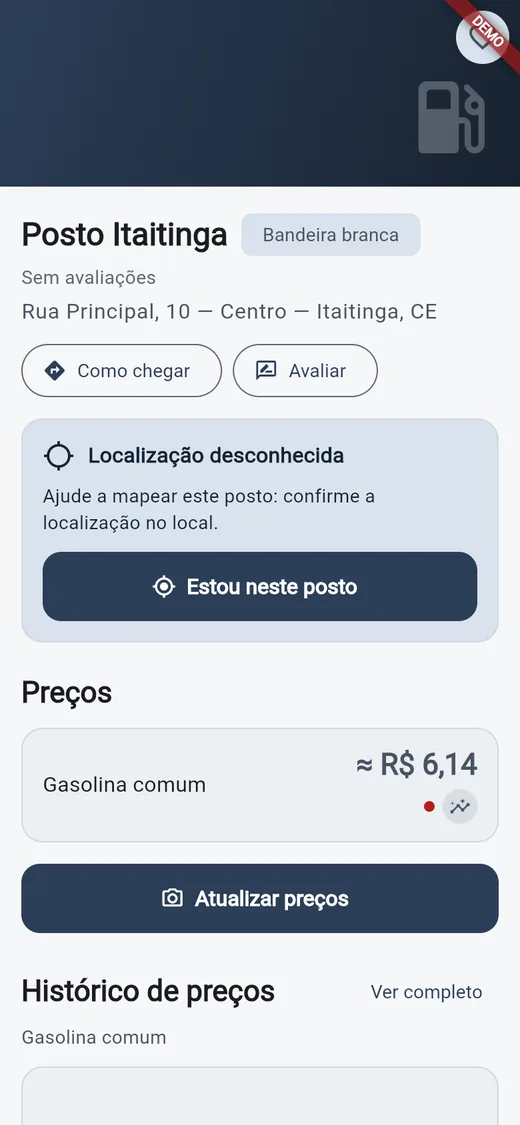 DEMO
Posto Itaitinga
Bandeira branca
Sem avaliações
Rua Principal, 10 — Centro — Itaitinga, CE
Como chegar
Avaliar
Localização desconhecida
Ajude a mapear este posto: confirme a
localização no local.
Estou neste posto
Preços
Gasolina comum
≈ R$ 6,14
Atualizar preços
Histórico de preços
Ver completo
Gasolina comum